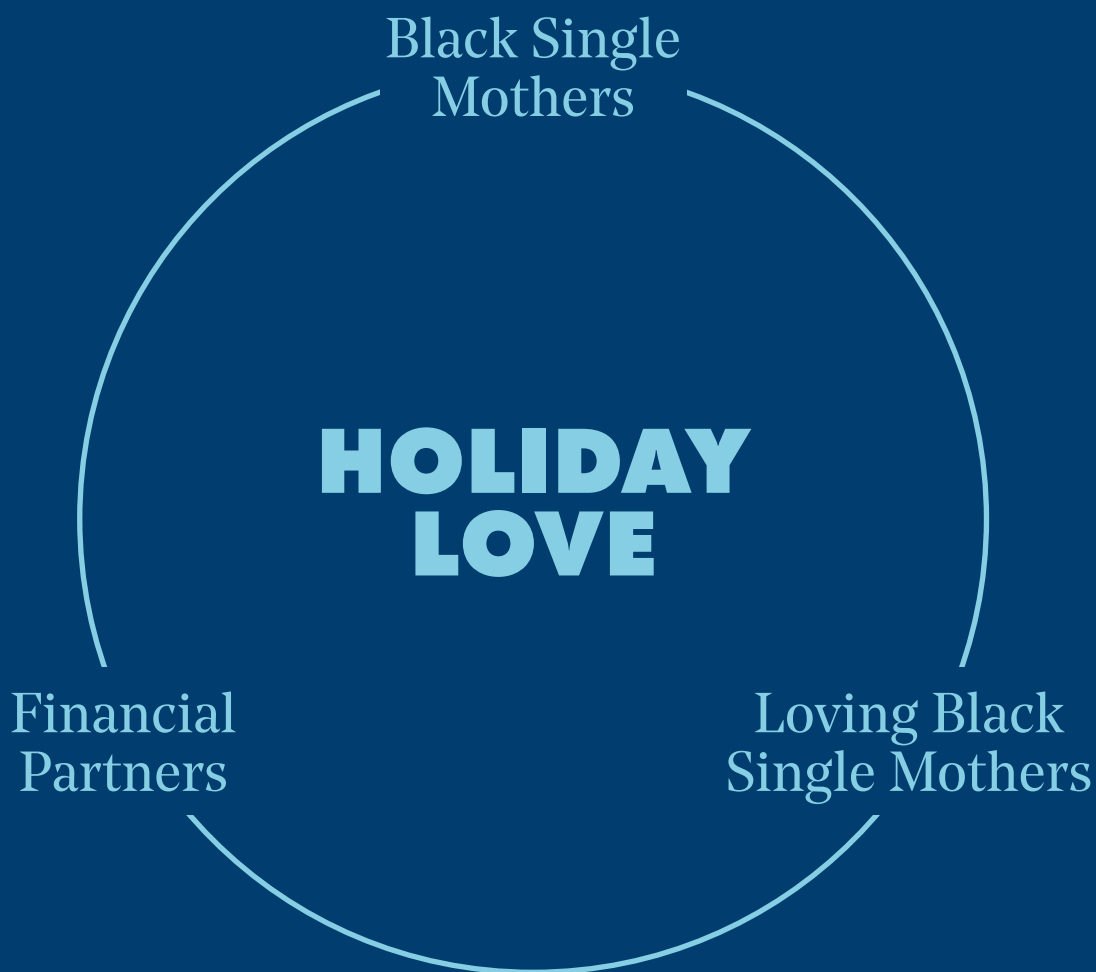 Black Single
Mothers
HOLIDAY
LOVE
Financial
Partners
Loving Black
Single Mothers